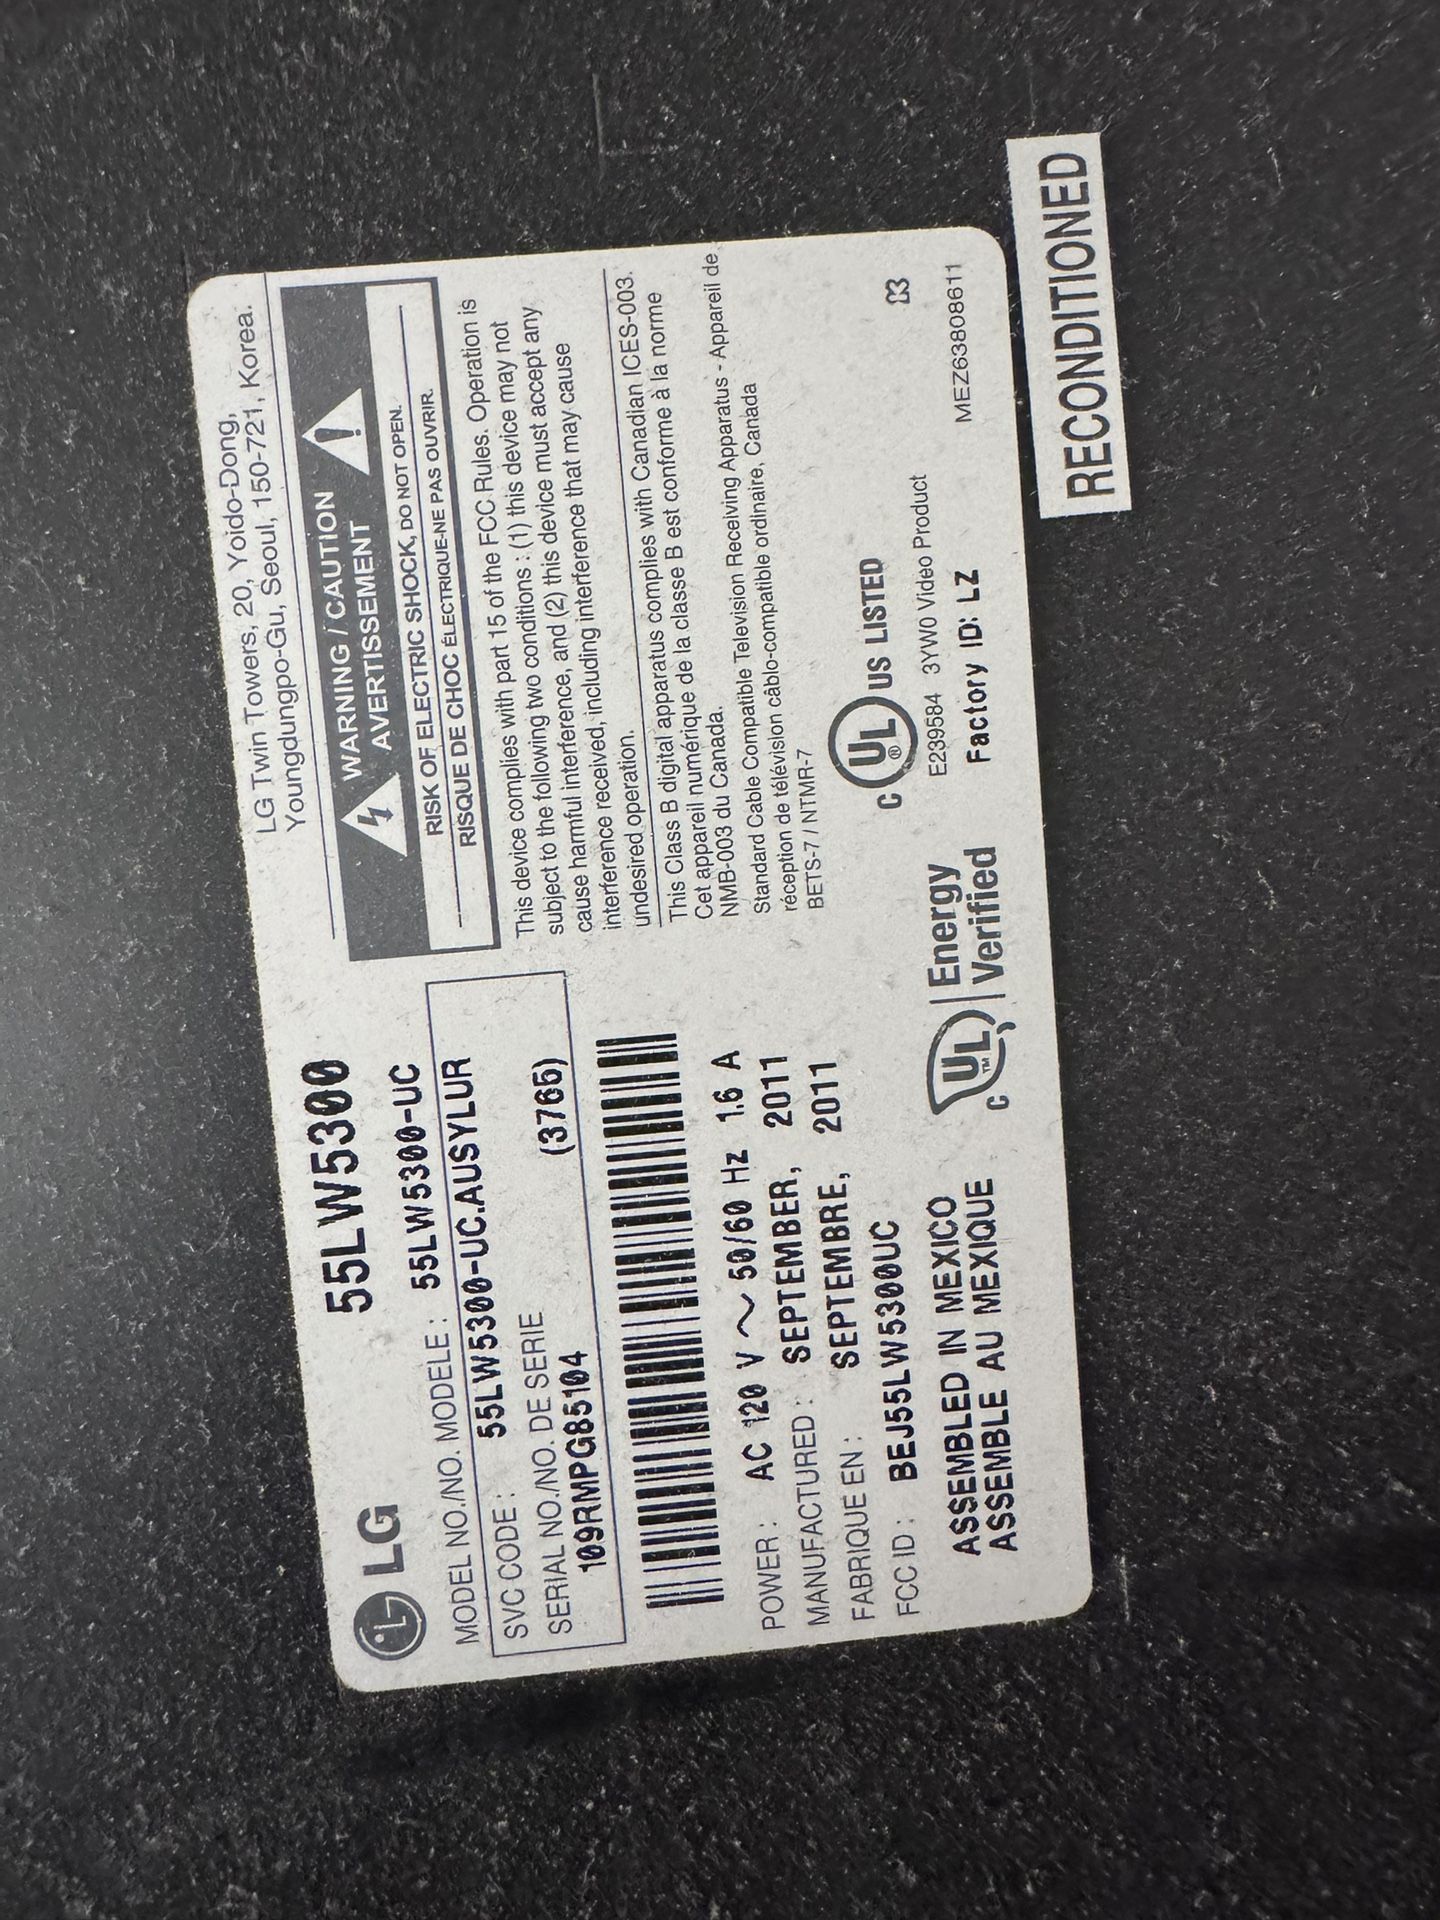 LG
55LW5300
MODEL NO./NO. MODELE : 55LW5300-UC
55LW5300-UC.AUSYLUR
SVC CODE :
SERIAL NO./NO. DE SERIE (3765)
109RMPG85104
POWER : AC 120 V ~ 50/60 Hz 1.6 A
MANUFACTURED : SEPTEMBER, 2011
FABRIQUE EN : SEPTEMBRE, 2011
FCC ID : BEJ55LW5300UC
ASSEMBLED IN MEXICO
ASSEMBLE AU MEXIQUE
LG Twin Towers, 20, Yoido-Dong,
Youngdungpo-Gu, Seoul, 150-721, Korea.
WARNING / CAUTION
AVERTISSEMENT
RISK OF ELECTRIC SHOCK, DO NOT OPEN.
RISQUE DE CHOC ÉLECTRIQUE-NE PAS OUVRIR.
This device complies with part 15 of the FCC Rules. Operation is
subject to the following two conditions : (1) this device may not
cause harmful interference, and (2) this device must accept any
interference received, including interference that may cause
undesired operation.
This Class B digital apparatus complies with Canadian ICES-003.
Cet appareil numérique de la classe B est conforme à la norme
NMB-003 du Canada.
Standard Cable Compatible Television Receiving Apparatus - Appareil de
réception de télévision câblo-compatible ordinaire, Canada
BETS-7 / NTMR-7
C UL ® US LISTED
E239584 3YW0 Video Product
Factory ID: LZ
C UL ™ Energy
Verified
MEZ63808611
RECONDITIONED